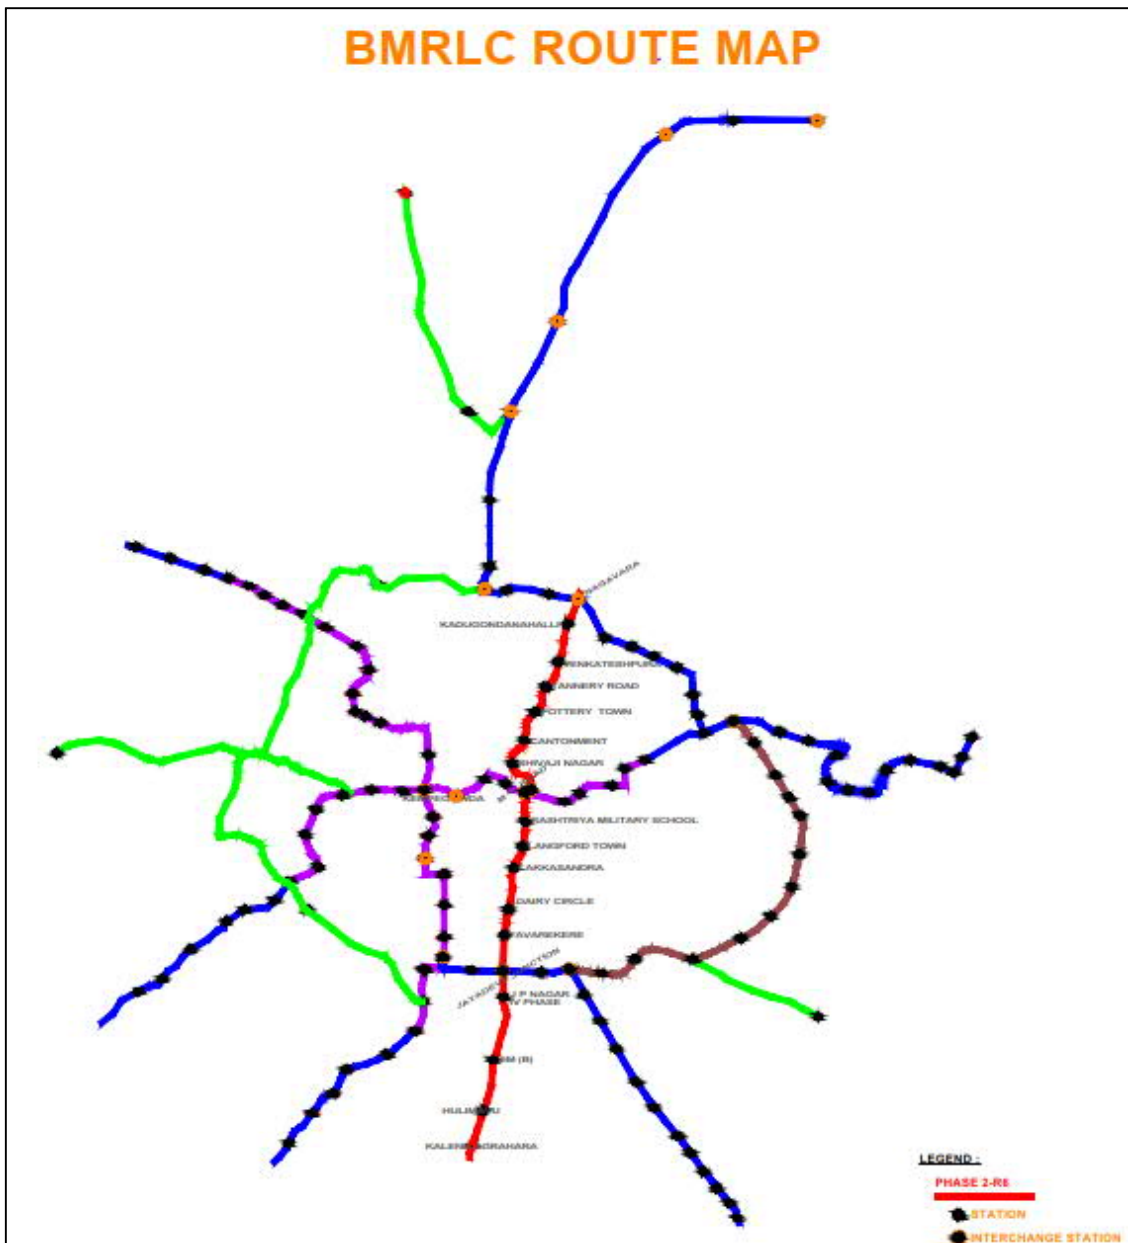 BMRLC ROUTE MAP
NAGAVARA
KADUGONDANAHALLI
VENKATESHPURA
TANNERY ROAD
POTTERY TOWN
CANTONMENT
SHIVAJI NAGAR
RASHTRIYA MILITARY SCHOOL
LANGFORD TOWN
LAKKASANDRA
DAIRY CIRCLE
TAVAREKERE
J P NAGAR
IV PHASE
HULIMAVU
LEGEND :
PHASE 2-R6
STATION
INTERCHANGE STATION